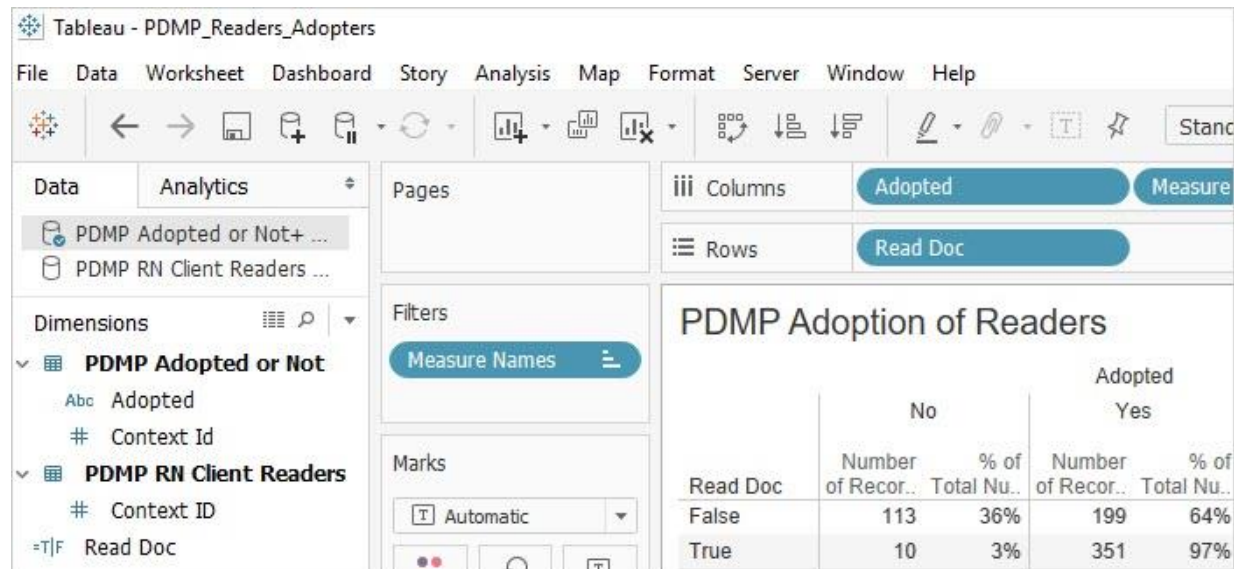 Tableau - PDMP_Readers_Adopters
File Data Worksheet Dashboard Story Analysis Map Format Server Window Help
Stanc
Data Analytics
PDMP Adopted or Not+ ...
PDMP RN Client Readers ...
Dimensions
PDMP Adopted or Not
Abc Adopted
# Context Id
PDMP RN Client Readers
# Context ID
=T|F Read Doc
Pages
Filters
Measure Names
Marks
T Automatic
T
iii Columns Adopted Measure
Rows Read Doc
PDMP Adoption of Readers
Adopted
No Yes
Number % of Number % of
Read Doc of Recor.. Total Nu.. of Recor.. Total Nu..
False 113 36% 199 64%
True 10 3% 351 97%